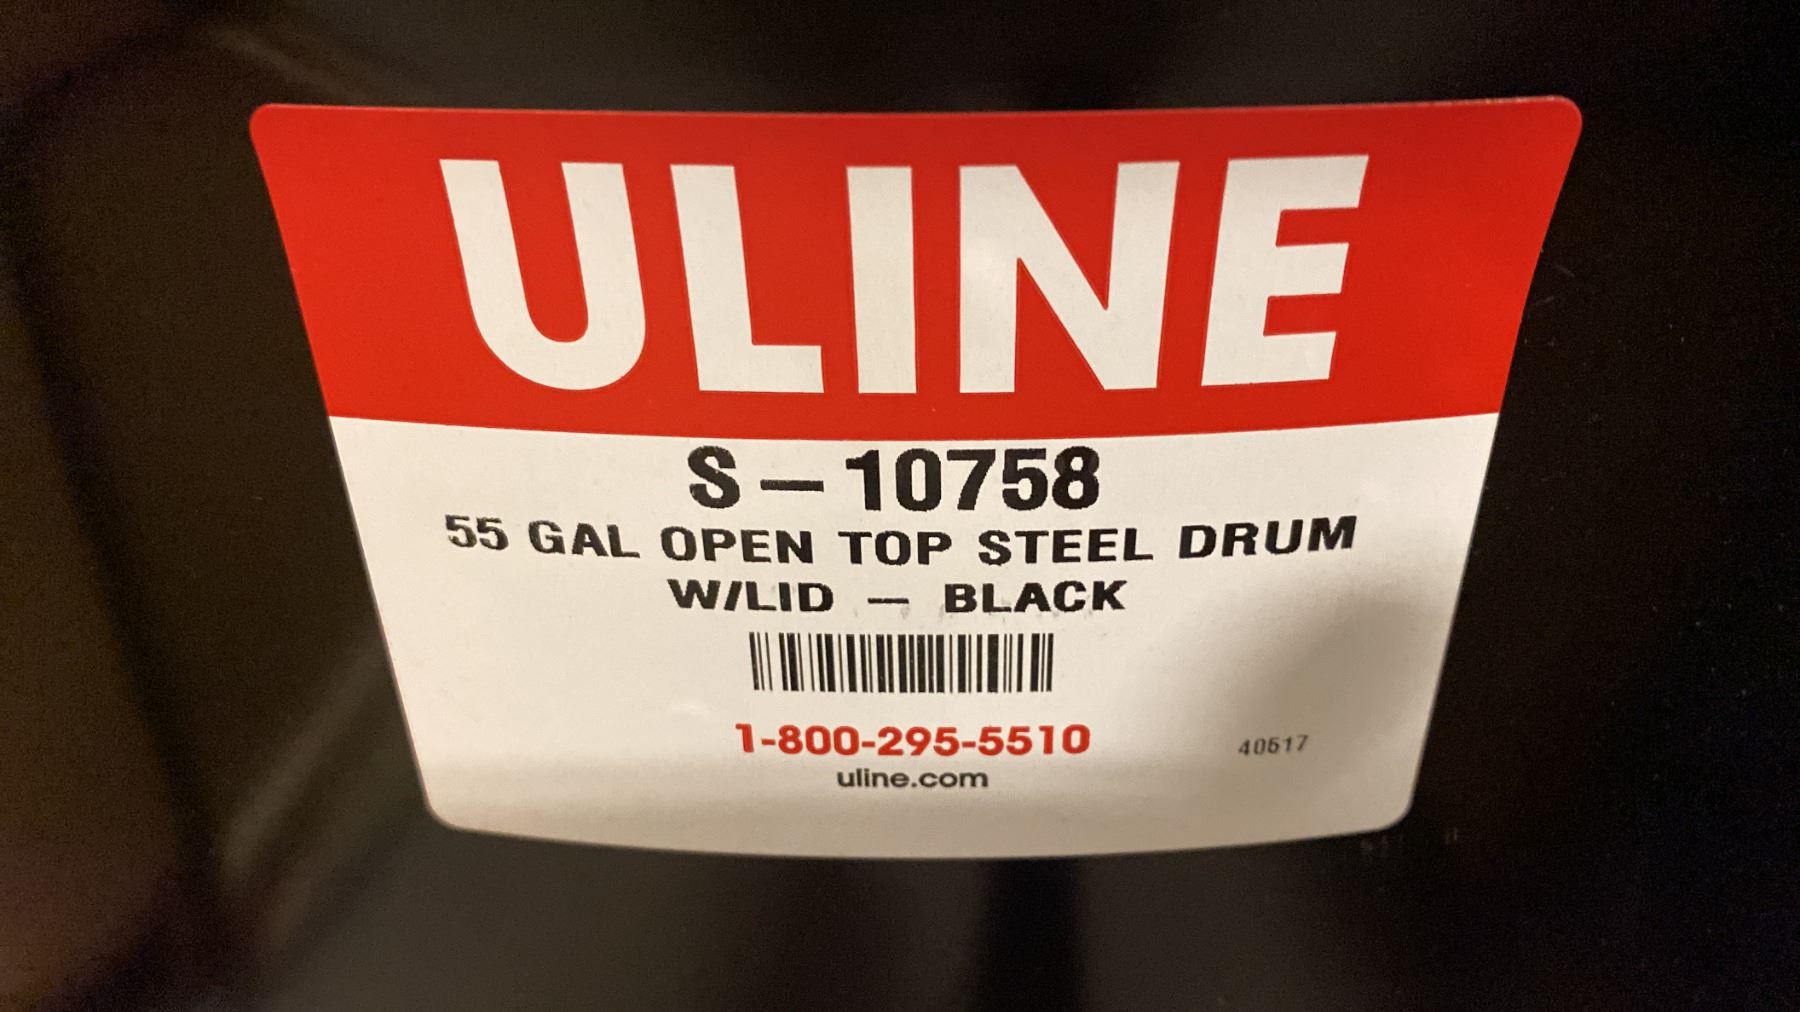 ULINE
S-10758
55 GAL OPEN TOP STEEL DRUM
W/LID - BLACK
1-800-295-5510
40517
uline.com